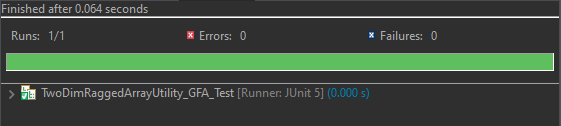 Finished after 0.064 seconds
Runs: 1/1 Errors: 0 Failures: 0
TwoDimRaggedArrayUtility_GFA_Test [Runner: JUnit 5] (0.000 s)